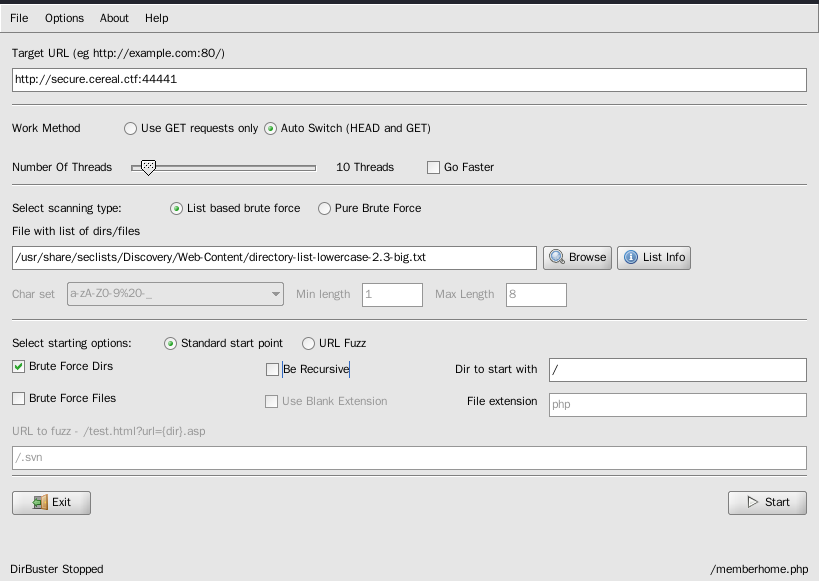 File Options About Help
Target URL (eg http://example.com:80/)
http://secure.cereal.ctf:44441
Work Method Use GET requests only Auto Switch (HEAD and GET)
Number Of Threads 10 Threads Go Faster
Select scanning type: List based brute force Pure Brute Force
File with list of dirs/files
/usr/share/seclists/Discovery/Web-Content/directory-list-lowercase-2.3-big.txt Browse List Info
Char set a-zA-Z0-9%20-_ Min length 1 Max Length 8
Select starting options: Standard start point URL Fuzz
Brute Force Dirs Be Recursive Dir to start with /
Brute Force Files Use Blank Extension File extension php
URL to fuzz - /test.html?url={dir}.asp
/.svn
Exit Start
DirBuster Stopped /memberhome.php